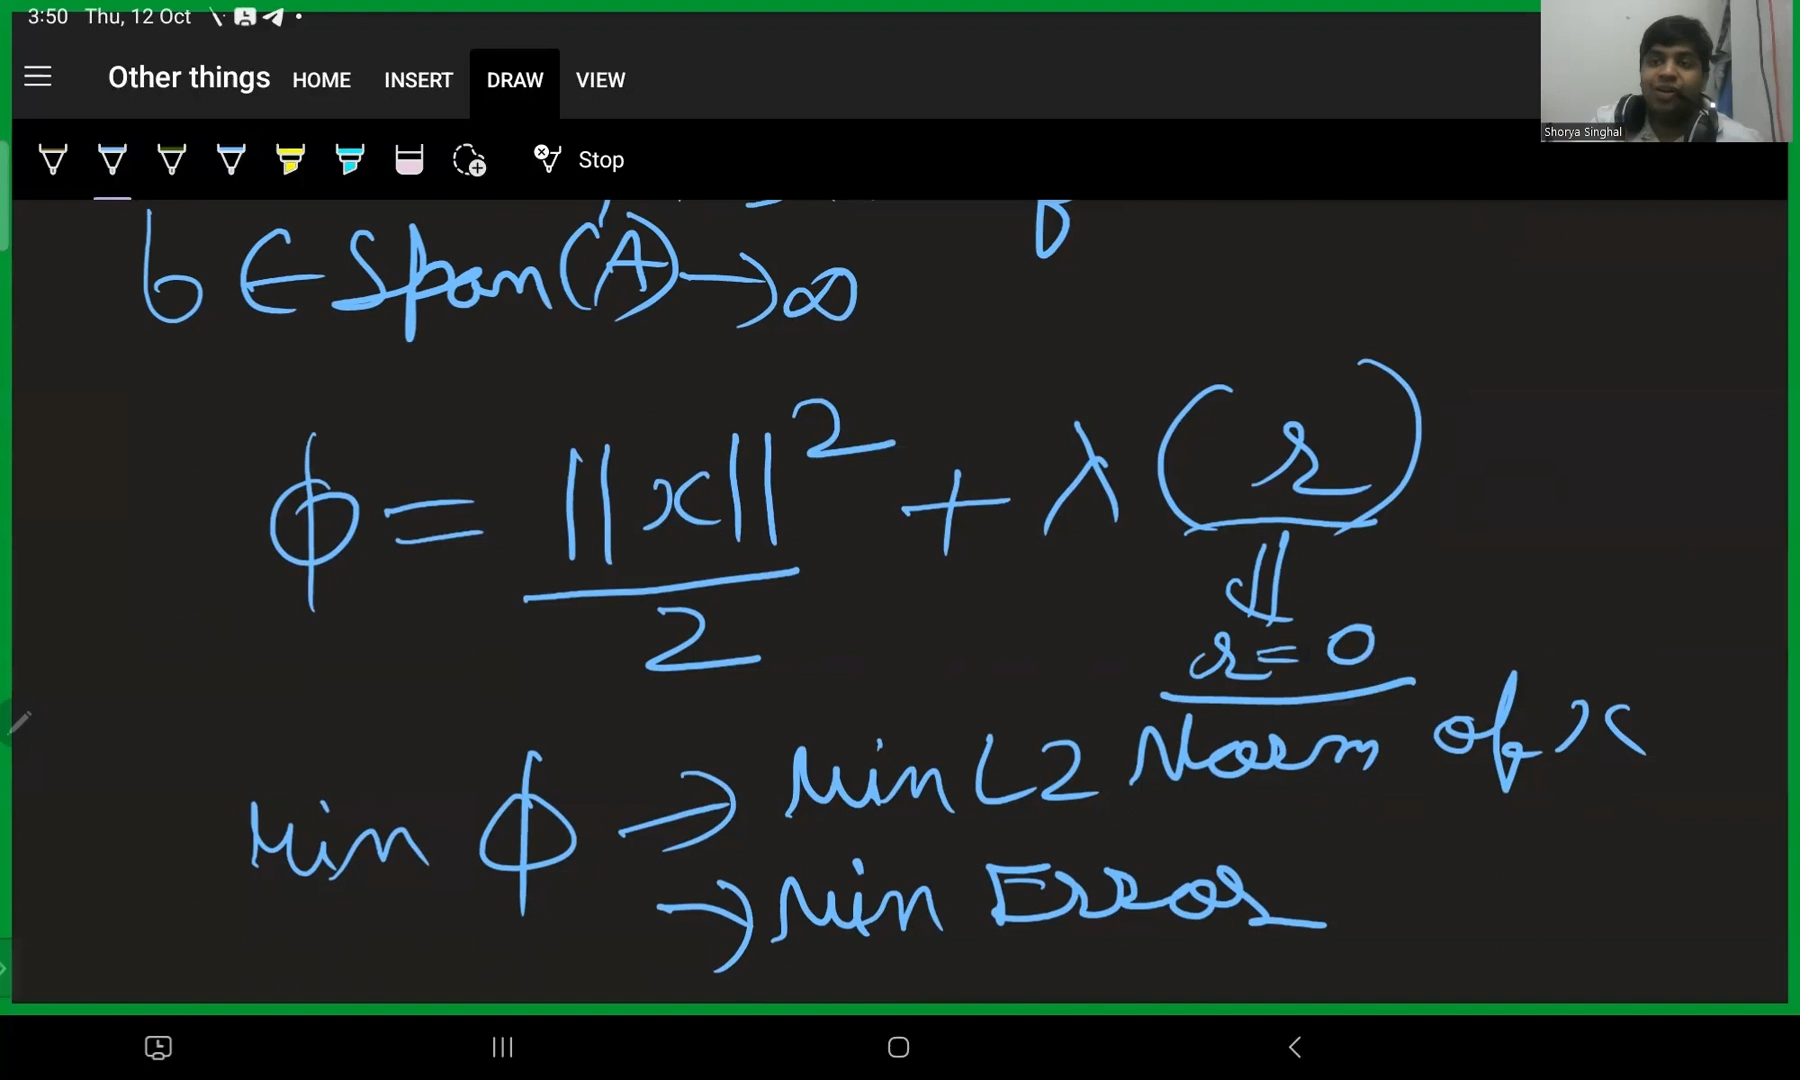 3:50 Thu, 12 Oct
Shorya Singhal
Other things HOME INSERT DRAW VIEW
Stop
b ∈ Span(A) → ∞
ϕ = ||x||² / 2 + λ(r)
r = 0
Min ϕ ⇒ Min L2 Norm of x
→ Min Error